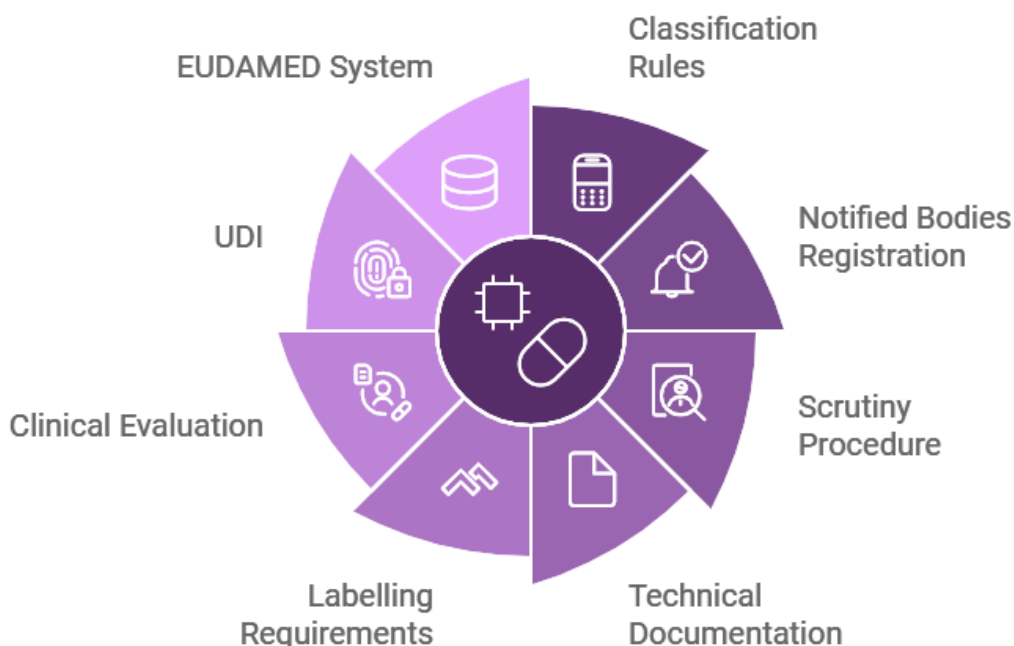 Classification
Rules
EUDAMED System
Notified Bodies
Registration
UDI
Scrutiny
Procedure
Clinical Evaluation
Labelling
Requirements
Technical
Documentation